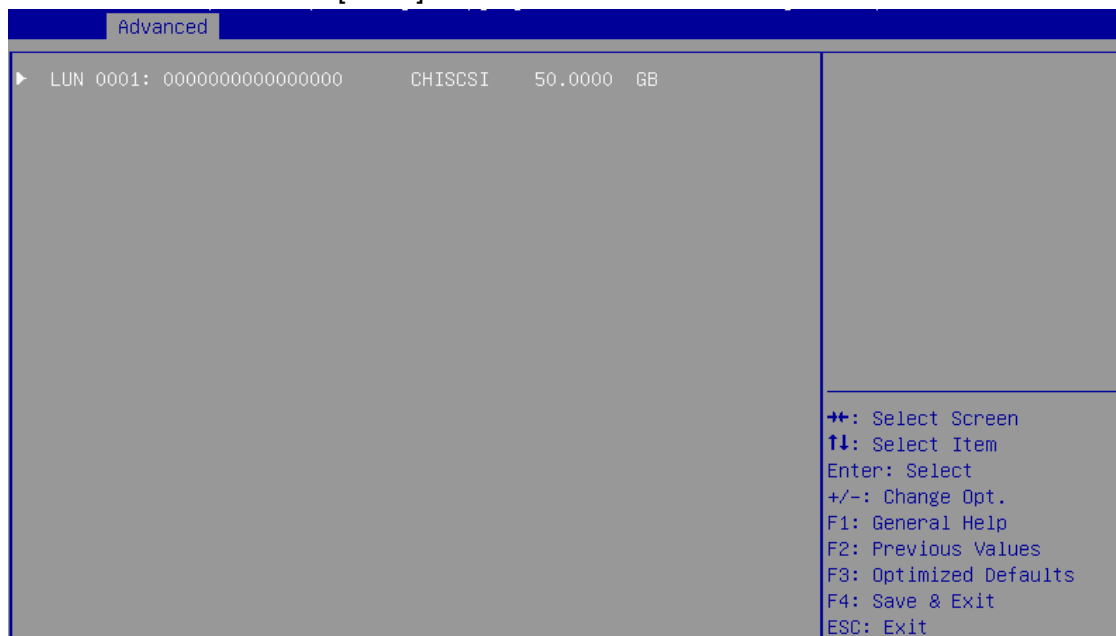 Advanced
▶ LUN 0001: 0000000000000000 CHISCSI 50.0000 GB
→←: Select Screen
↑↓: Select Item
Enter: Select
+/-: Change Opt.
F1: General Help
F2: Previous Values
F3: Optimized Defaults
F4: Save & Exit
ESC: Exit